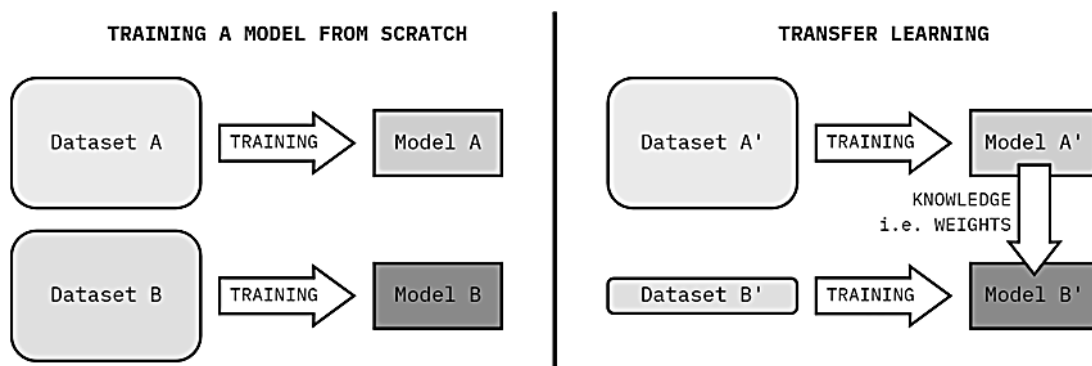 TRAINING A MODEL FROM SCRATCH
Dataset A
TRAINING
Model A
Dataset B
TRAINING
Model B
TRANSFER LEARNING
Dataset A'
TRAINING
Model A'
KNOWLEDGE
i.e. WEIGHTS
Dataset B'
TRAINING
Model B'